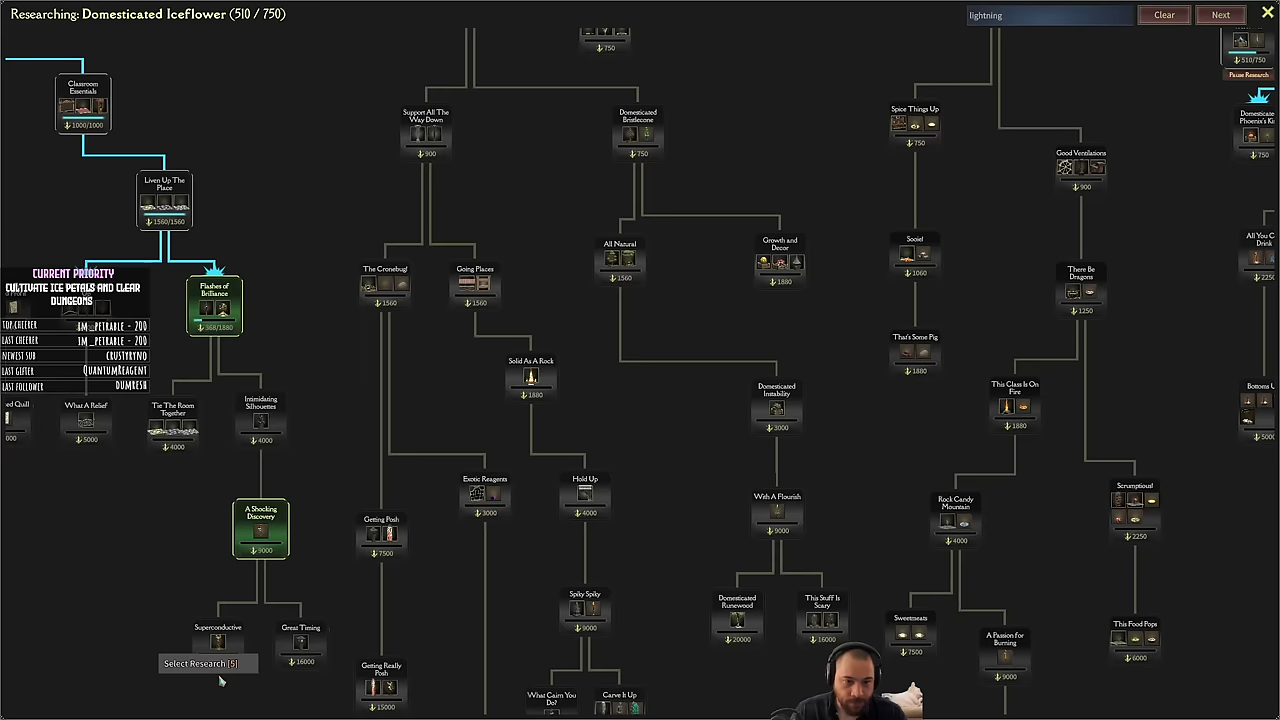 Researching: Domesticated Iceflower (510 / 750)
lightning
Clear
Next
510/750
Pause Research
750
Classroom
Essentials
1000/1000
Support All The
Way Down
900
Domesticated
Bristlecone
750
Spice Things Up
750
Good Ventilations
900
750
Liven Up The
Place
1560/1560
All Natural
1560
Growth and
Decor
1880
Sooie!
1060
The Cronebug!
1560
Going Places
1560
There Be
Dragons
1250
CURRENT PRIORITY
CULTIVATE ICE PETALS AND CLEAR
DUNGEONS
TOP CHEERER
1M_PETRABLE - 200
LAST CHEERER
1M_PETRABLE - 200
NEWEST SUB
CRUSTYRYNO
LAST GIFTER
QUANTUMREAGENT
LAST FOLLOWER
DUMRESH
Flashes of
Brilliance
368/1880
That's Some Pig
1880
Solid As A Rock
1880
Domesticated
Instability
3000
This Class Is On
Fire
1880
What A Relief
5000
Tie The Room
Together
4000
Intimidating
Silhouettes
4000
Exotic Reagents
3000
Hold Up
4000
With A Flourish
9000
Rock Candy
Mountain
4000
Scrumptious!
2250
A Shocking
Discovery
9000
Getting Posh
7500
Spiky Spiky
9000
Domesticated
Runewood
20000
This Stuff Is
Scary
16000
Sweetmeats
7500
A Passion for
Burning
9000
This Food Pops
6000
Superconductive
Great Timing
16000
Select Research [5]
Getting Really
Posh
15000
What Cairn You
Do?
Carve It Up